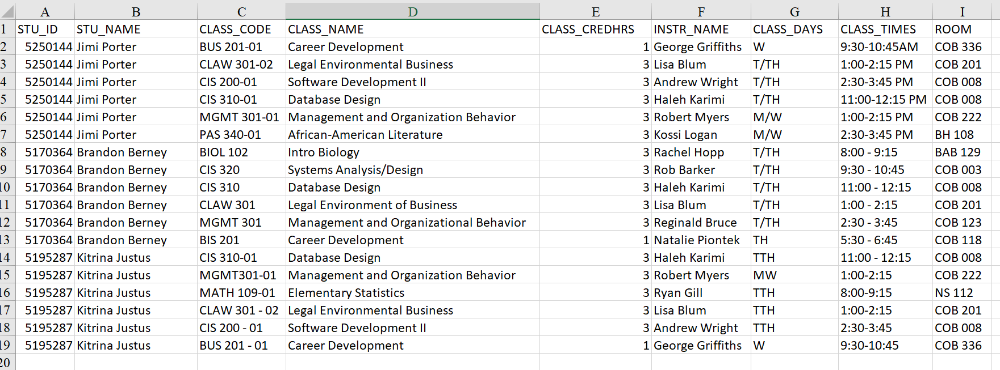 A B C D E F G H I
1 STU_ID STU_NAME CLASS_CODE CLASS_NAME CLASS_CREDHRS INSTR_NAME CLASS_DAYS CLASS_TIMES ROOM
2 5250144 Jimi Porter BUS 201-01 Career Development 1 George Griffiths W 9:30-10:45AM COB 336
3 5250144 Jimi Porter CLAW 301-02 Legal Environmental Business 3 Lisa Blum T/TH 1:00-2:15 PM COB 201
4 5250144 Jimi Porter CIS 200-01 Software Development II 3 Andrew Wright T/TH 2:30-3:45 PM COB 008
5 5250144 Jimi Porter CIS 310-01 Database Design 3 Haleh Karimi T/TH 11:00-12:15 PM COB 008
6 5250144 Jimi Porter MGMT 301-01 Management and Organization Behavior 3 Robert Myers M/W 1:00-2:15 PM COB 222
7 5250144 Jimi Porter PAS 340-01 African-American Literature 3 Kossi Logan M/W 2:30-3:45 PM BH 108
8 5170364 Brandon Berney BIOL 102 Intro Biology 3 Rachel Hopp T/TH 8:00 - 9:15 BAB 129
9 5170364 Brandon Berney CIS 320 Systems Analysis/Design 3 Rob Barker T/TH 9:30 - 10:45 COB 003
10 5170364 Brandon Berney CIS 310 Database Design 3 Haleh Karimi T/TH 11:00 - 12:15 COB 008
11 5170364 Brandon Berney CLAW 301 Legal Environment of Business 3 Lisa Blum T/TH 1:00 - 2:15 COB 201
12 5170364 Brandon Berney MGMT 301 Management and Organizational Behavior 3 Reginald Bruce T/TH 2:30 - 3:45 COB 123
13 5170364 Brandon Berney BIS 201 Career Development 1 Natalie Piontek TH 5:30 - 6:45 COB 118
14 5195287 Kitrina Justus CIS 310-01 Database Design 3 Haleh Karimi TTH 11:00 - 12:15 COB 008
15 5195287 Kitrina Justus MGMT301-01 Management and Organization Behavior 3 Robert Myers MW 1:00-2:15 COB 222
16 5195287 Kitrina Justus MATH 109-01 Elementary Statistics 3 Ryan Gill TTH 8:00-9:15 NS 112
17 5195287 Kitrina Justus CLAW 301 - 02 Legal Environmental Business 3 Lisa Blum TTH 1:00-2:15 COB 201
18 5195287 Kitrina Justus CIS 200 - 01 Software Development II 3 Andrew Wright TTH 2:30-3:45 COB 008
19 5195287 Kitrina Justus BUS 201 - 01 Career Development 1 George Griffiths W 9:30-10:45 COB 336
20